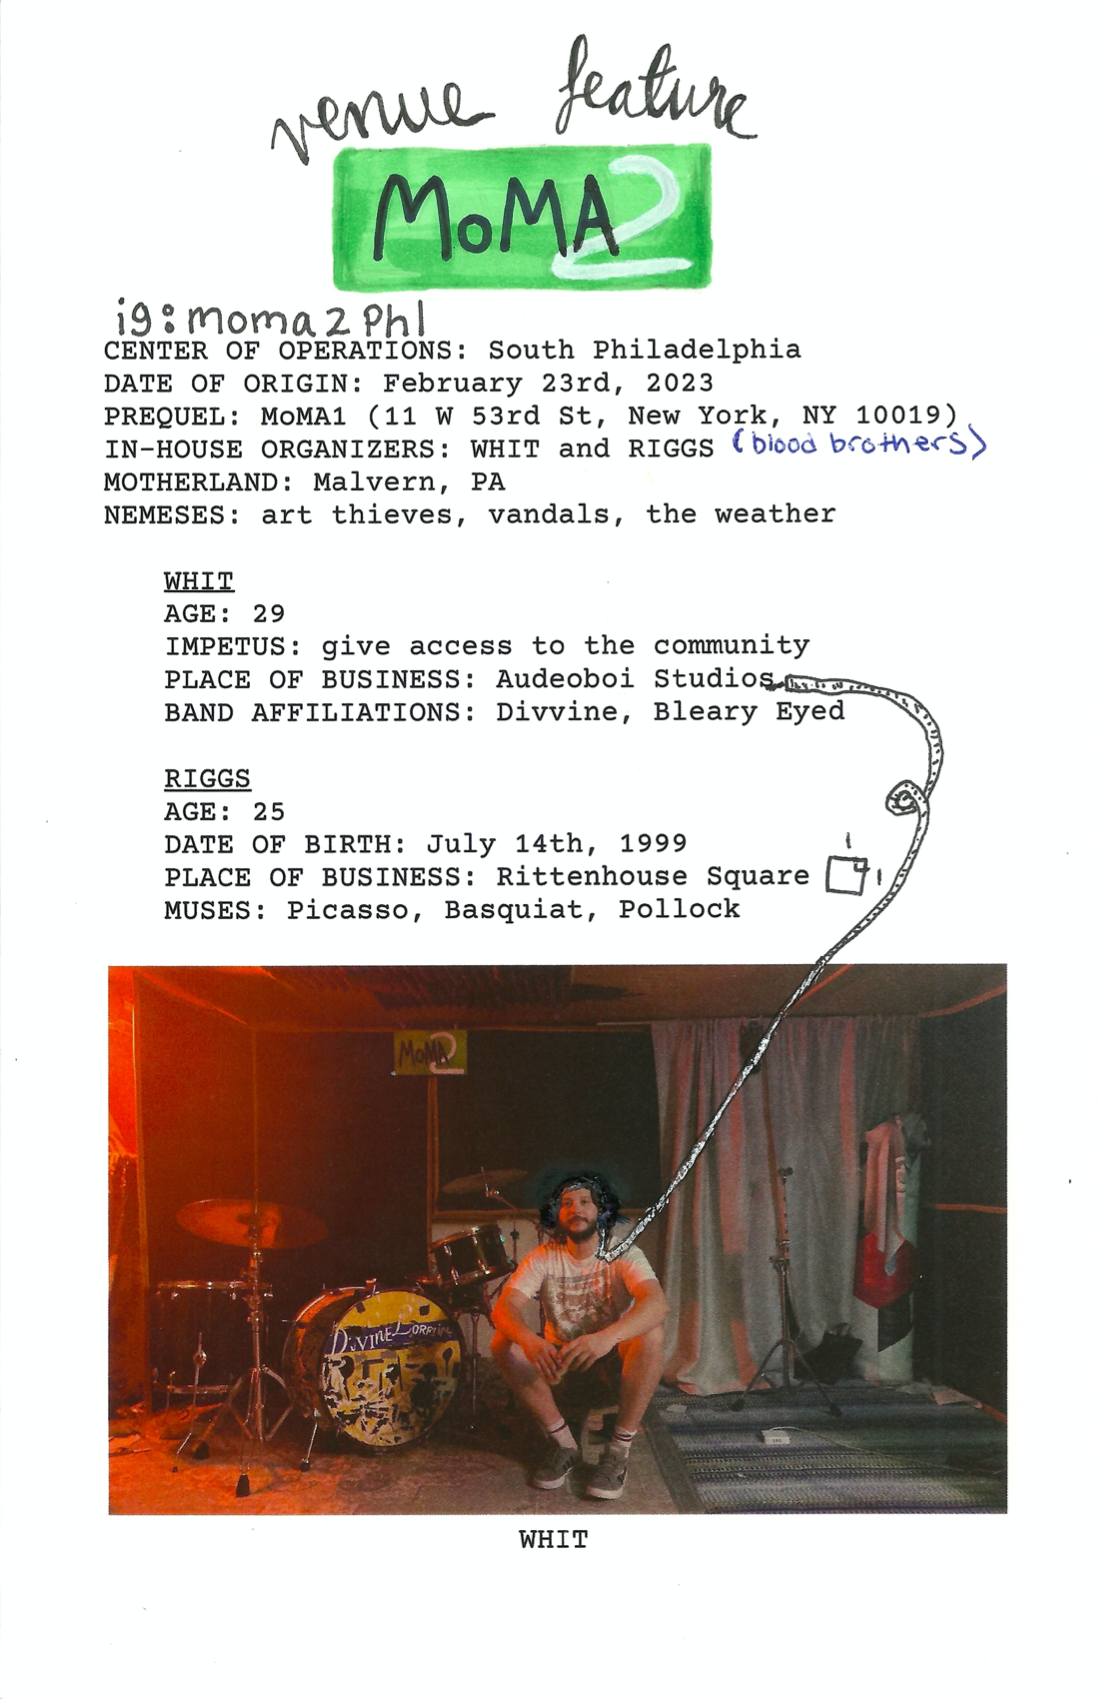 venue feature
MoMA2
ig:moma2Phl
CENTER OF OPERATIONS: South Philadelphia
DATE OF ORIGIN: February 23rd, 2023
PREQUEL: MoMA1 (11 W 53rd St, New York, NY 10019)
IN-HOUSE ORGANIZERS: WHIT and RIGGS (blood brothers)
MOTHERLAND: Malvern, PA
NEMESES: art thieves, vandals, the weather
WHIT
AGE: 29
IMPETUS: give access to the community
PLACE OF BUSINESS: Audeoboi Studios
BAND AFFILIATIONS: Divvine, Bleary Eyed
RIGGS
AGE: 25
DATE OF BIRTH: July 14th, 1999
PLACE OF BUSINESS: Rittenhouse Square
1
1
MUSES: Picasso, Basquiat, Pollock
MoMA2
DiVINE LORRAINE
WHIT